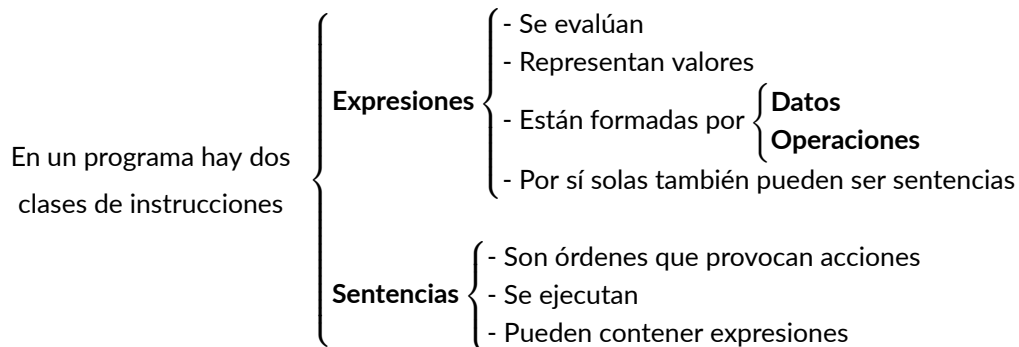 En un programa hay dos
clases de instrucciones
Expresiones
- Se evalúan
- Representan valores
- Están formadas por
Datos
Operaciones
- Por sí solas también pueden ser sentencias
Sentencias
- Son órdenes que provocan acciones
- Se ejecutan
- Pueden contener expresiones